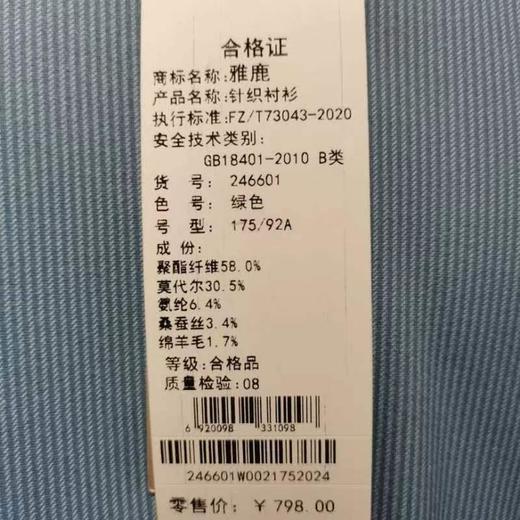 合格证
商标名称:雅鹿
产品名称:针织衬衫
执行标准:FZ/T73043-2020
安全技术类别:
GB18401-2010 B类
货 号: 246601
色 号: 绿色
号 型: 175/92A
成 份:
聚酯纤维58.0%
莫代尔30.5%
氨纶6.4%
桑蚕丝3.4%
绵羊毛1.7%
等级:合格品
质量检验:08
6 920098 331098
246601W0021752024
零售价: ¥ 798.00